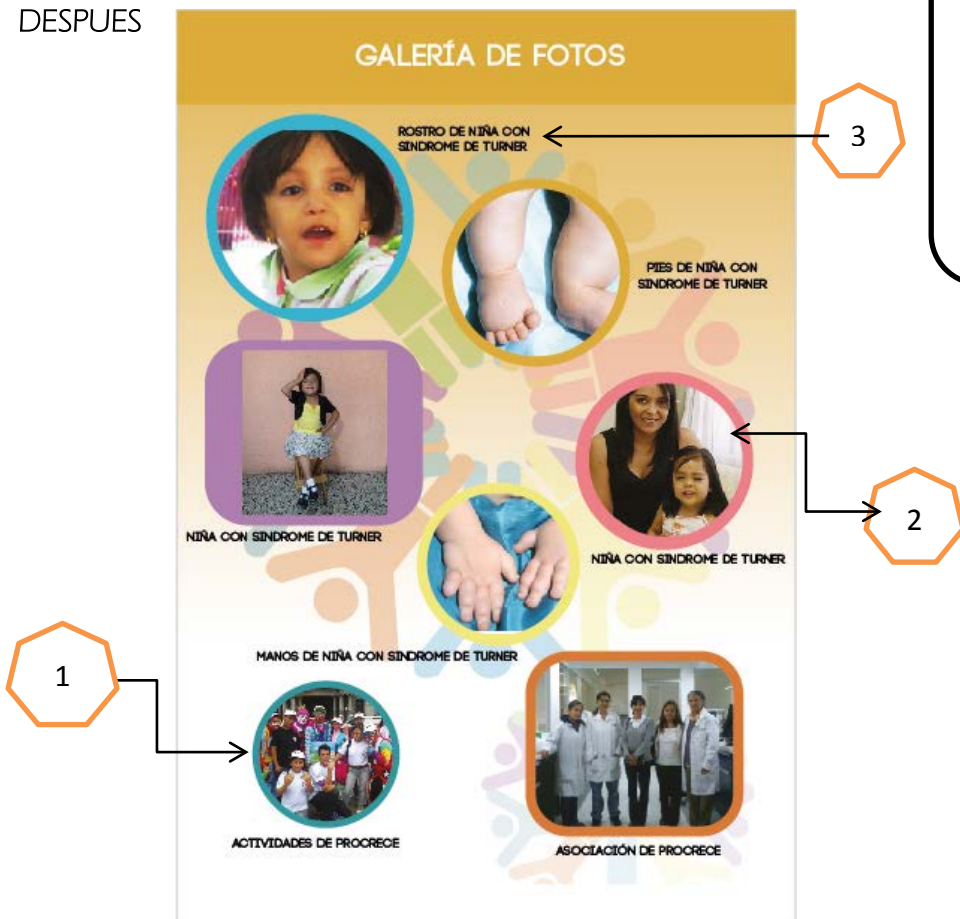 DESPUES
GALERÍA DE FOTOS
ROSTRO DE NIÑA CON
SINDROME DE TURNER
3
PIES DE NIÑA CON
SINDROME DE TURNER
NIÑA CON SINDROME DE TURNER
2
NIÑA CON SINDROME DE TURNER
MANOS DE NIÑA CON SINDROME DE TURNER
1
ACTIVIDADES DE PROCRECE
ASOCIACIÓN DE PROCRECE